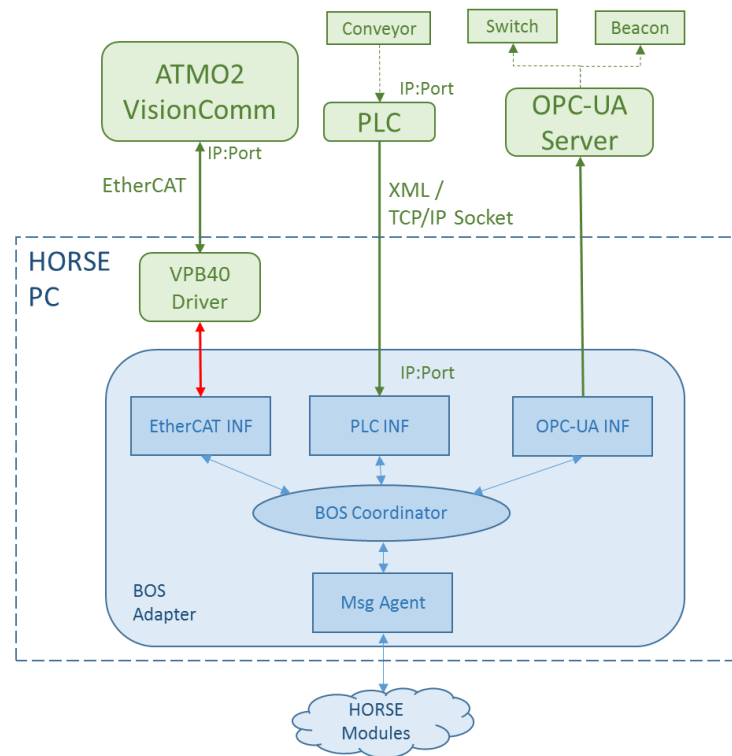 Conveyor
Switch
Beacon
ATMO2
VisionComm
IP:Port
PLC
OPC-UA
Server
IP:Port
EtherCAT
XML /
TCP/IP Socket
HORSE
PC
VPB40
Driver
IP:Port
EtherCAT INF
PLC INF
OPC-UA INF
BOS Coordinator
BOS
Adapter
Msg Agent
HORSE
Modules